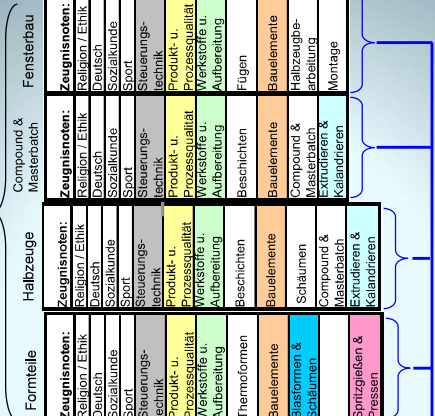 Fensterbau
Zeugnisnoten:
Religion / Ethik
Deutsch
Sozialkunde
Sport
Steuerungs-
technik
Produkt- u.
Prozessqualität
Werkstoffe u.
Aufbereitung
Fügen
Bauelemente
Halbzeugbe-
arbeitung
Montage
Compound &
Masterbatch
Zeugnisnoten:
Religion / Ethik
Deutsch
Sozialkunde
Sport
Steuerungs-
technik
Produkt- u.
Prozessqualität
Werkstoffe u.
Aufbereitung
Beschichten
Bauelemente
Compound &
Masterbatch
Extrudieren &
Kalandrieren
Halbzeuge
Zeugnisnoten:
Religion / Ethik
Deutsch
Sozialkunde
Sport
Steuerungs-
technik
Produkt- u.
Prozessqualität
Werkstoffe u.
Aufbereitung
Beschichten
Bauelemente
Schäumen
Compound &
Masterbatch
Extrudieren &
Kalandrieren
Formteile
Zeugnisnoten:
Religion / Ethik
Deutsch
Sozialkunde
Sport
Steuerungs-
technik
Produkt- u.
Prozessqualität
Werkstoffe u.
Aufbereitung
Thermoformen
Bauelemente
Blasformen &
Schäumen
Spritzgießen &
Pressen